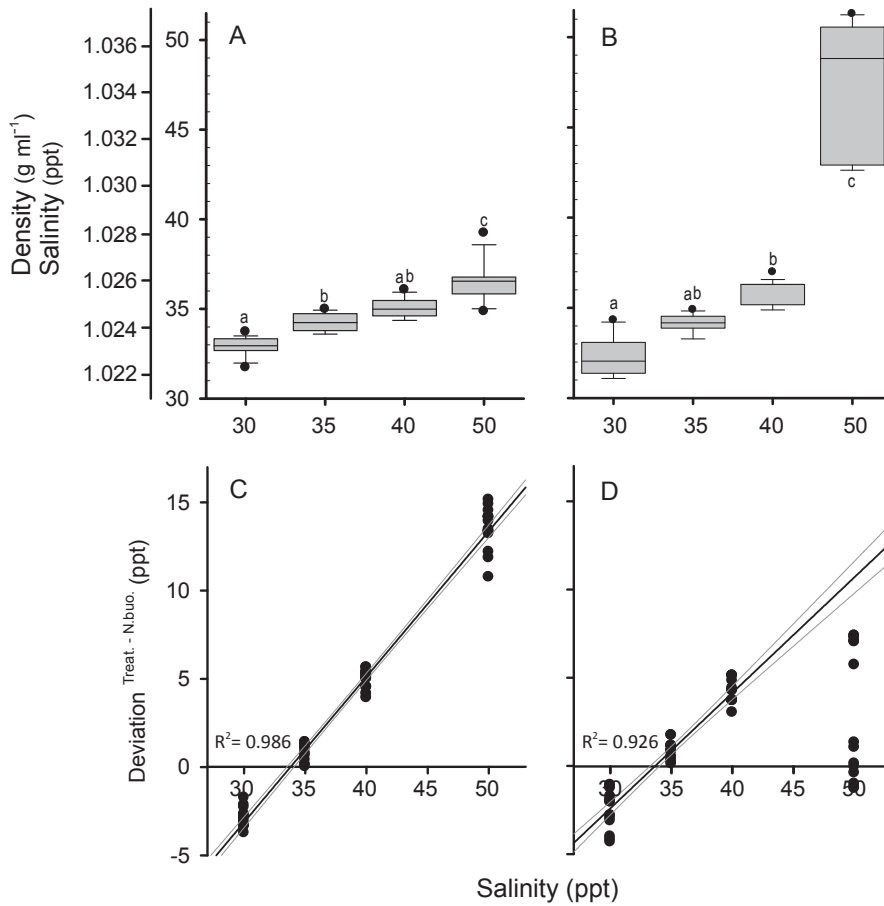 Density (g ml⁻¹)
Salinity (ppt)
1.036
1.034
1.032
1.030
1.028
1.026
1.024
1.022
50
45
40
35
30
A
a
b
ab
c
30 35 40 50
B
a
ab
b
c
30 35 40 50
Deviation Treat. - N.buo. (ppt)
15
10
5
0
-5
C
R²= 0.986
30 35 40 45 50
D
R²= 0.926
30 35 40 45 50
Salinity (ppt)